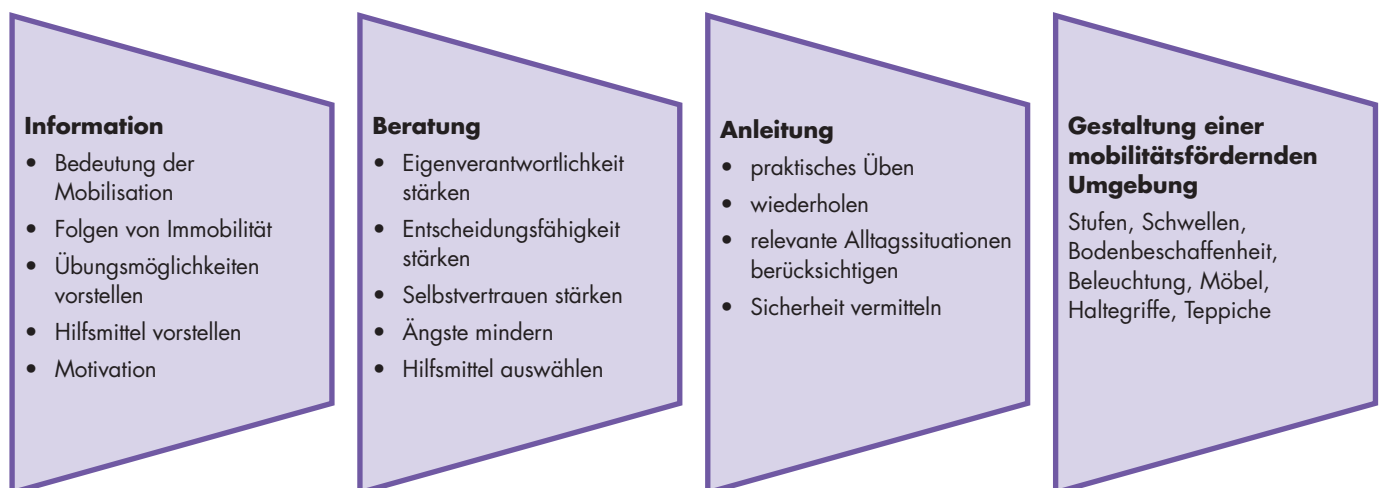 Information
• Bedeutung der
Mobilisation
• Folgen von Immobilität
• Übungsmöglichkeiten
vorstellen
• Hilfsmittel vorstellen
• Motivation
Beratung
• Eigenverantwortlichkeit
stärken
• Entscheidungsfähigkeit
stärken
• Selbstvertrauen stärken
• Ängste mindern
• Hilfsmittel auswählen
Anleitung
• praktisches Üben
• wiederholen
• relevante Alltagssituationen
berücksichtigen
• Sicherheit vermitteln
Gestaltung einer
mobilitätsfördernden
Umgebung
Stufen, Schwellen,
Bodenbeschaffenheit,
Beleuchtung, Möbel,
Haltegriffe, Teppiche